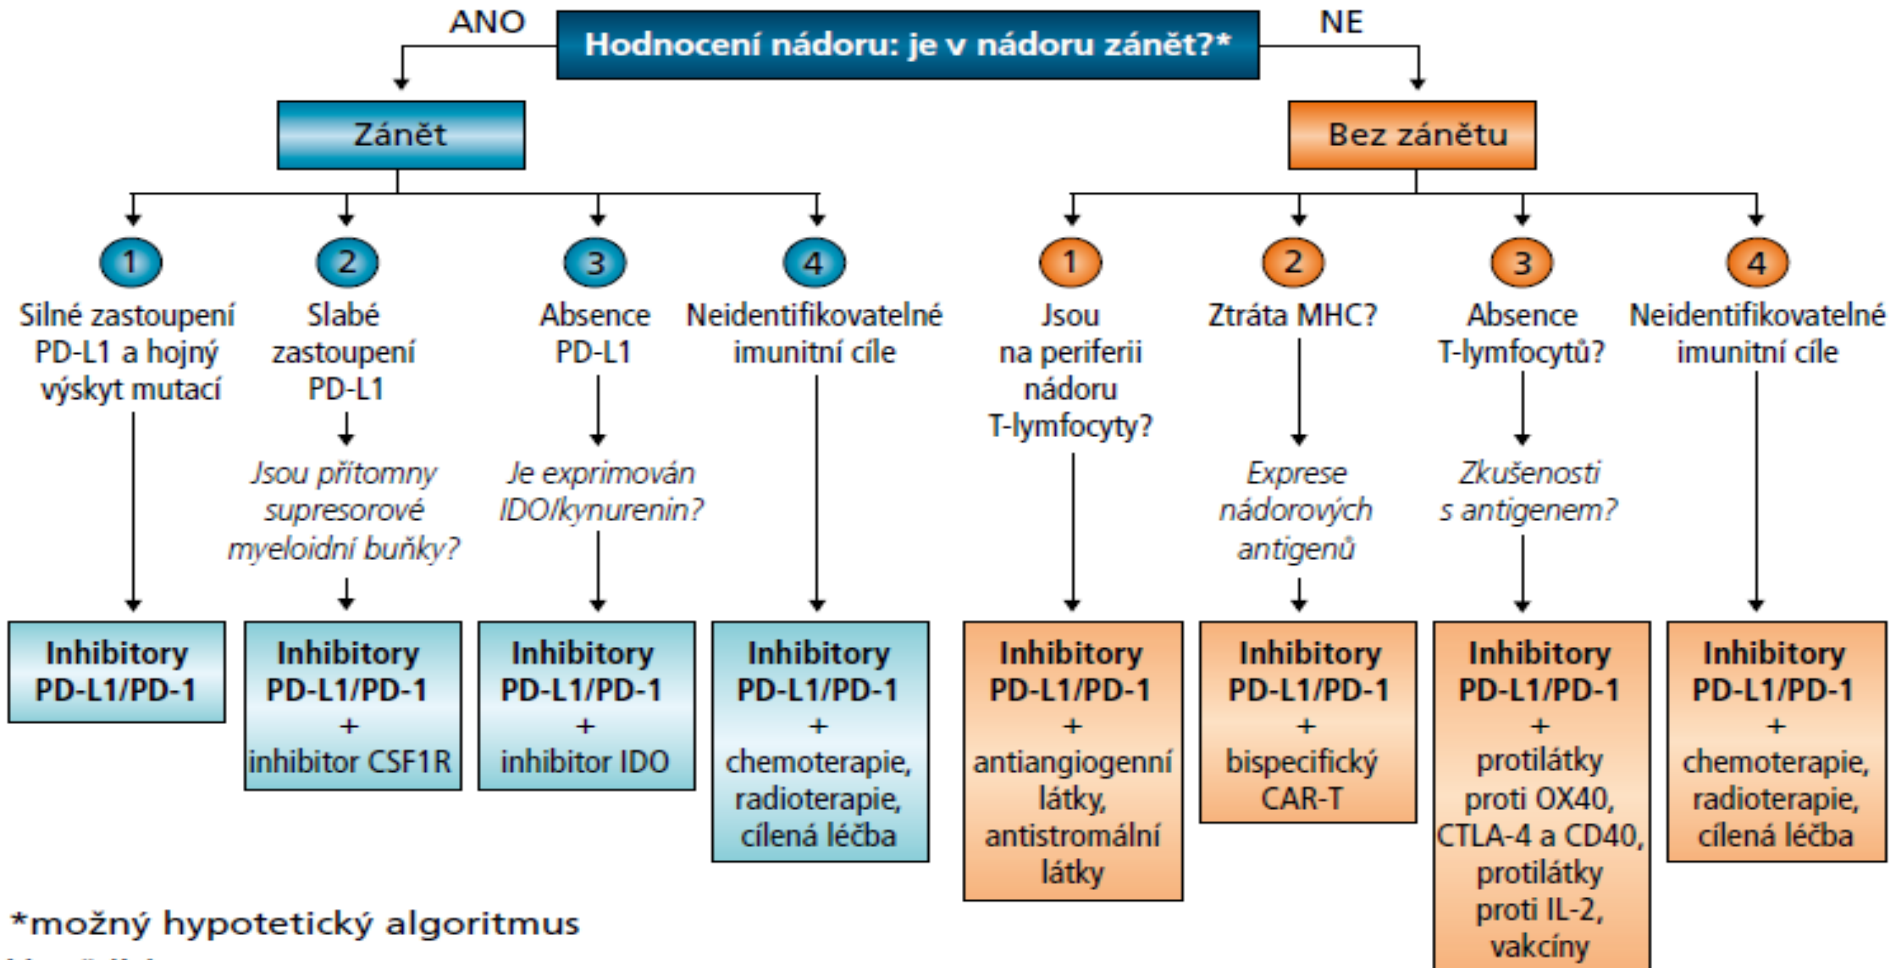 ANO
Hodnocení nádoru: je v nádoru zánět?*
NE
Zánět
Bez zánětu
1
Silné zastoupení
PD-L1 a hojný
výskyt mutací
2
Slabé
zastoupení
PD-L1
Jsou přítomny
supresorové
myeloidní buňky?
3
Absence
PD-L1
Je exprimován
IDO/kynurenin?
4
Neidentifikovatelné
imunitní cíle
1
Jsou
na periferii
nádoru
T-lymfocyty?
2
Ztráta MHC?
Exprese
nádorových
antigenů
3
Absence
T-lymfocytů?
Zkušenosti
s antigenem?
4
Neidentifikovatelné
imunitní cíle
Inhibitory
PD-L1/PD-1
Inhibitory
PD-L1/PD-1
+
inhibitor CSF1R
Inhibitory
PD-L1/PD-1
+
inhibitor IDO
Inhibitory
PD-L1/PD-1
+
chemoterapie,
radioterapie,
cílená léčba
Inhibitory
PD-L1/PD-1
+
antiangiogenní
látky,
antistromální
látky
Inhibitory
PD-L1/PD-1
+
bispecifický
CAR-T
Inhibitory
PD-L1/PD-1
+
protilátky
proti OX40,
CTLA-4 a CD40,
protilátky
proti IL-2,
vakcíny
Inhibitory
PD-L1/PD-1
+
chemoterapie,
radioterapie,
cílená léčba
*možný hypotetický algoritmus